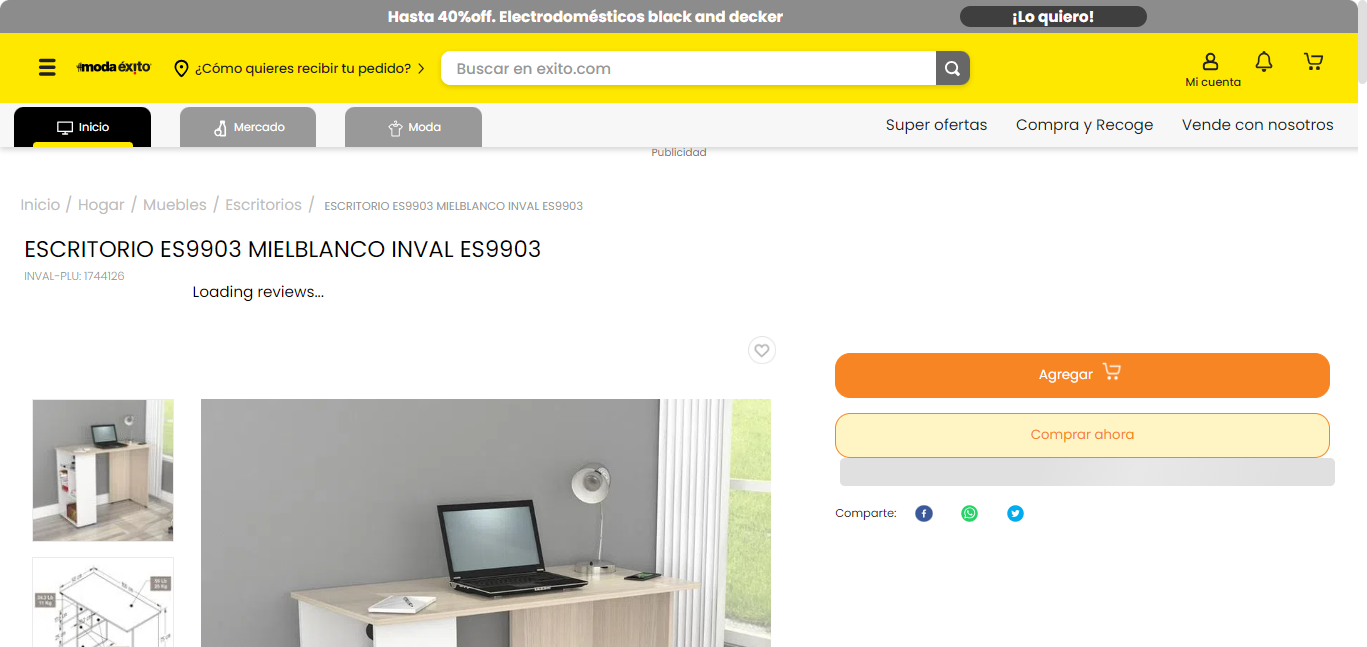 Hasta 40%off. Electrodomésticos black and decker
¡Lo quiero!
moda éxito
¿Cómo quieres recibir tu pedido?
Buscar en exito.com
Mi cuenta
Inicio
Mercado
Moda
Super ofertas
Compra y Recoge
Vende con nosotros
Publicidad
Inicio / Hogar / Muebles / Escritorios / ESCRITORIO ES9903 MIELBLANCO INVAL ES9903
ESCRITORIO ES9903 MIELBLANCO INVAL ES9903
INVAL-PLU: 1744126
Loading reviews...
Agregar
Comprar ahora
Comparte: